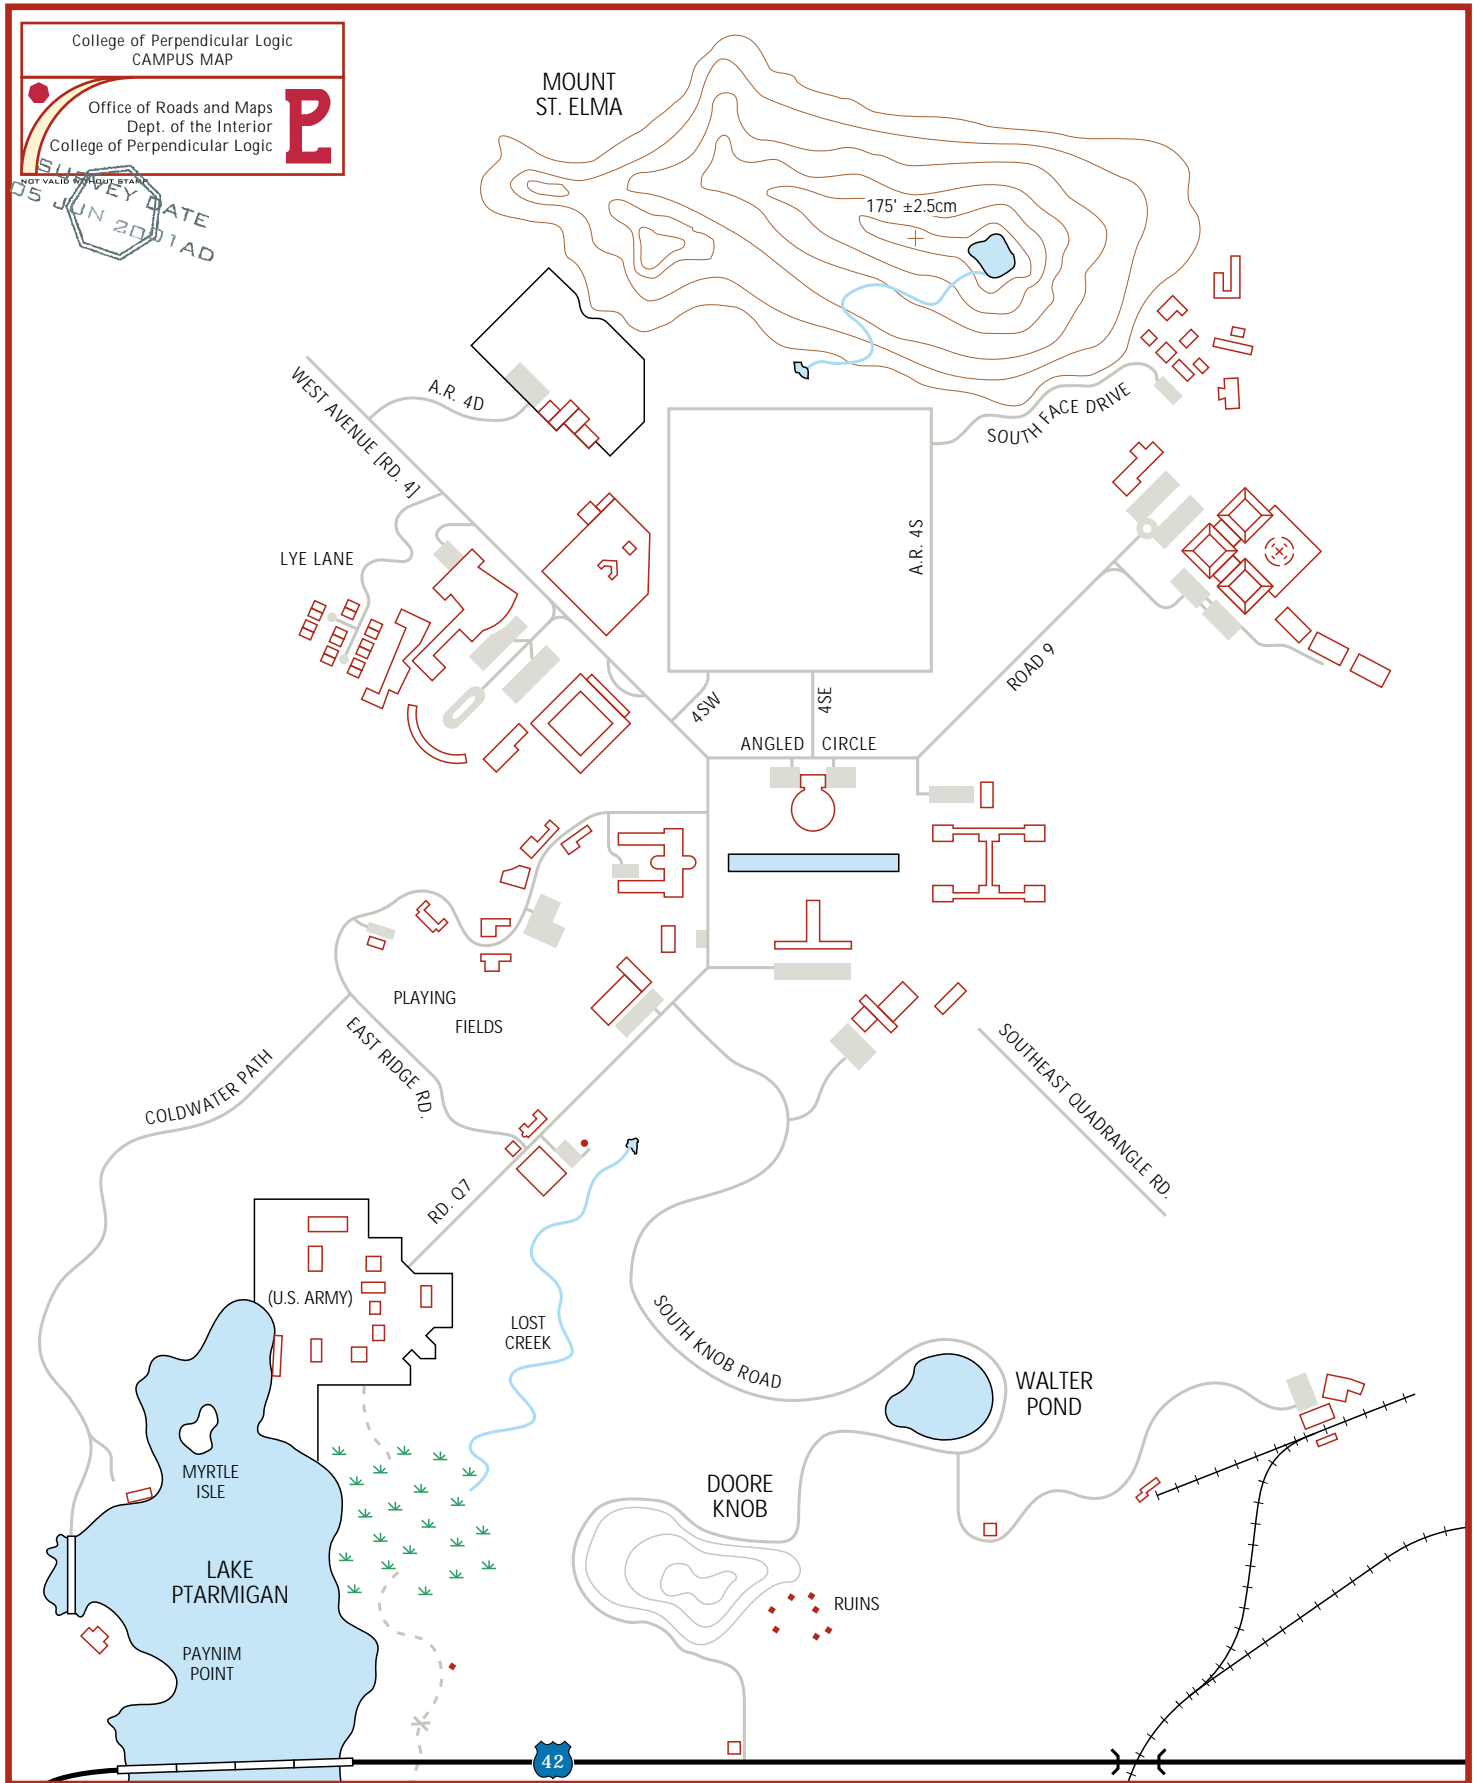 College of Perpendicular Logic
CAMPUS MAP
Office of Roads and Maps
Dept. of the Interior
College of Perpendicular Logic
NOT VALID WITHOUT STAMP
SURVEY DATE
05 JUN 2001AD
MOUNT
ST. ELMA
175' ±2.5cm
A.R. 4D
WEST AVENUE [RD. 4]
SOUTH FACE DRIVE
LYE LANE
A.R. 4S
ROAD 9
4SW
4SE
ANGLED CIRCLE
PLAYING
FIELDS
EAST RIDGE RD.
COLDWATER PATH
SOUTHEAST QUADRANGLE RD.
RD. Q7
(U.S. ARMY)
LOST
CREEK
SOUTH KNOB ROAD
WALTER
POND
MYRTLE
ISLE
DOORE
KNOB
LAKE
PTARMIGAN
RUINS
PAYNIM
POINT
42